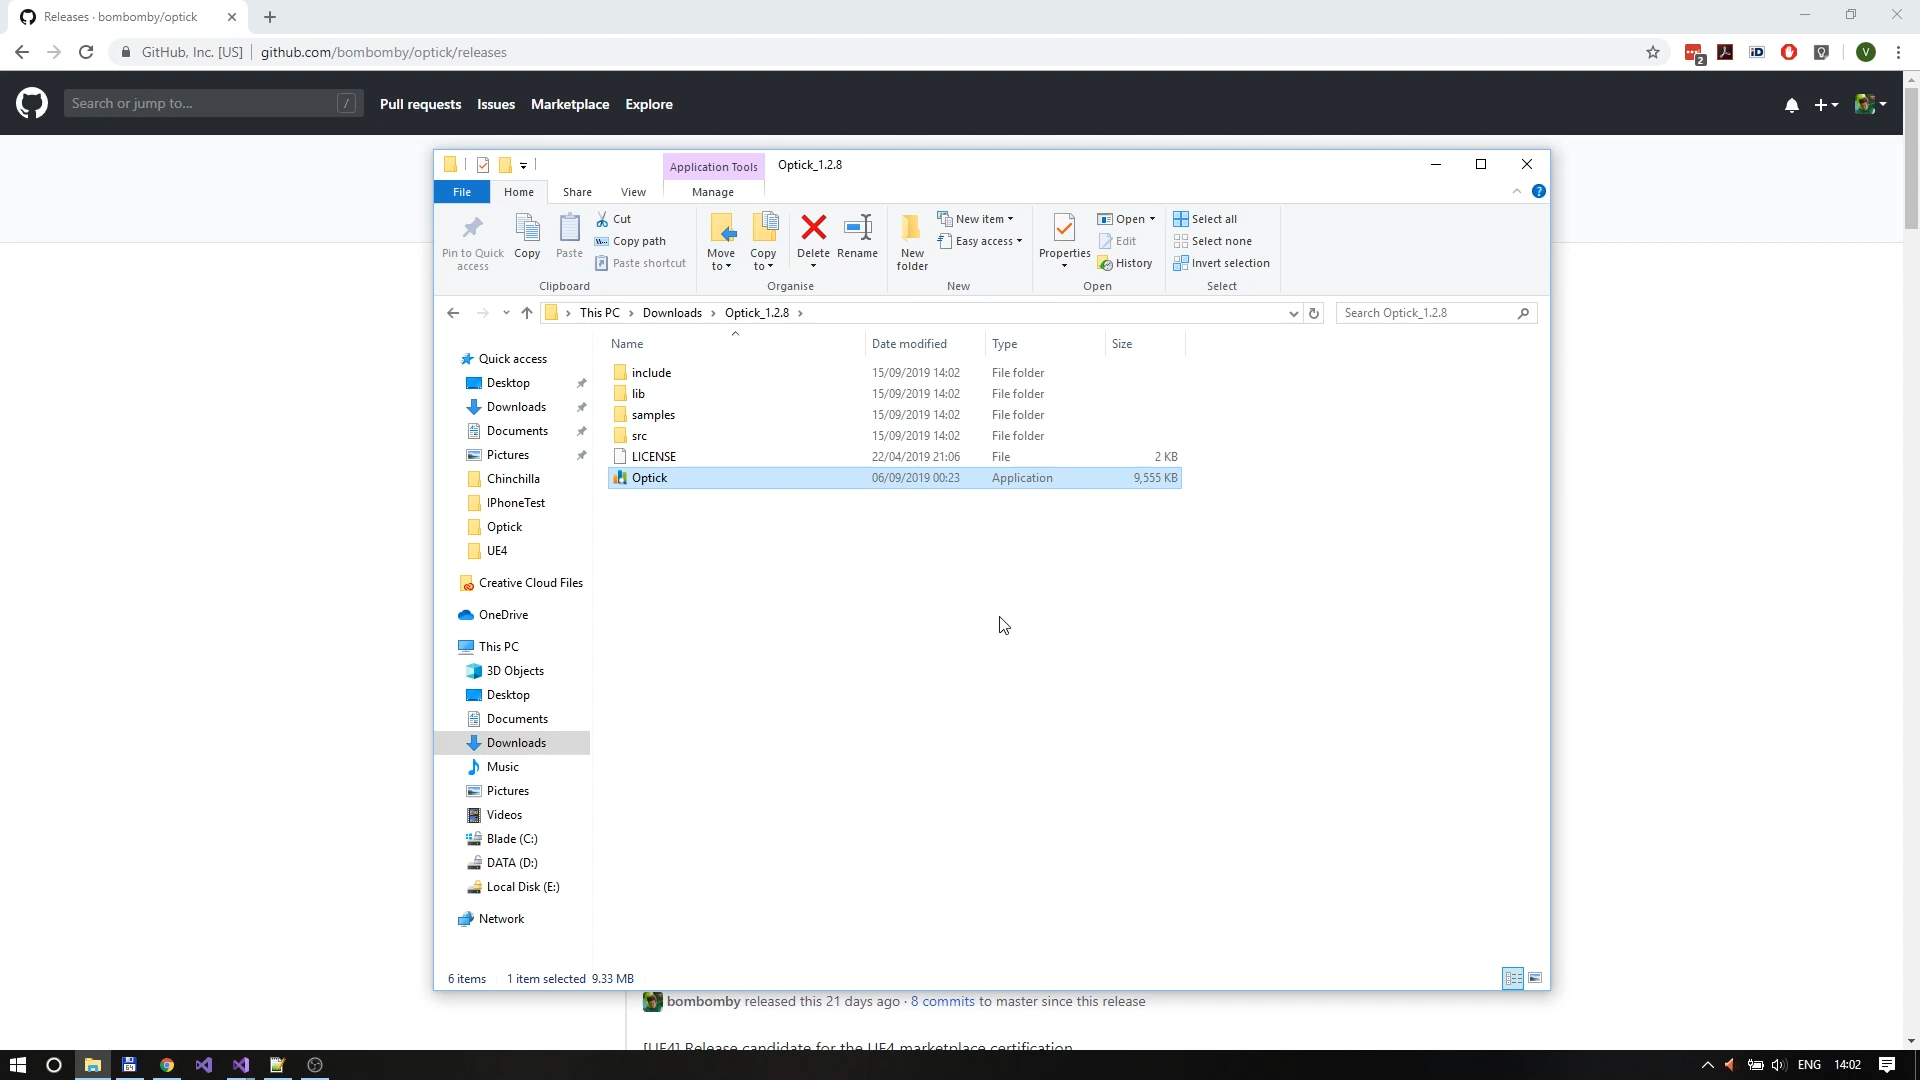 Releases · bombomby/optick
GitHub, Inc. [US] github.com/bombomby/optick/releases
2
iD
V
Search or jump to... /
Pull requests Issues Marketplace Explore
Application Tools
Optick_1.2.8
File Home Share View Manage
Pin to Quick access
Copy
Paste
Cut
Copy path
Paste shortcut
Clipboard
Move to
Copy to
Delete
Rename
Organise
New folder
New item
Easy access
New
Properties
Open
Edit
History
Open
Select all
Select none
Invert selection
Select
This PC › Downloads › Optick_1.2.8 ›
Search Optick_1.2.8
Name Date modified Type Size
include 15/09/2019 14:02 File folder
lib 15/09/2019 14:02 File folder
samples 15/09/2019 14:02 File folder
src 15/09/2019 14:02 File folder
LICENSE 22/04/2019 21:06 File 2 KB
Optick 06/09/2019 00:23 Application 9,555 KB
Quick access
Desktop
Downloads
Documents
Pictures
Chinchilla
IPhoneTest
Optick
UE4
Creative Cloud Files
OneDrive
This PC
3D Objects
Desktop
Documents
Downloads
Music
Pictures
Videos
Blade (C:)
DATA (D:)
Local Disk (E:)
Network
6 items 1 item selected 9.33 MB
bombomby released this 21 days ago · 8 commits to master since this release
[UE4] Release candidate for the UE4 marketplace certification
ENG 14:02